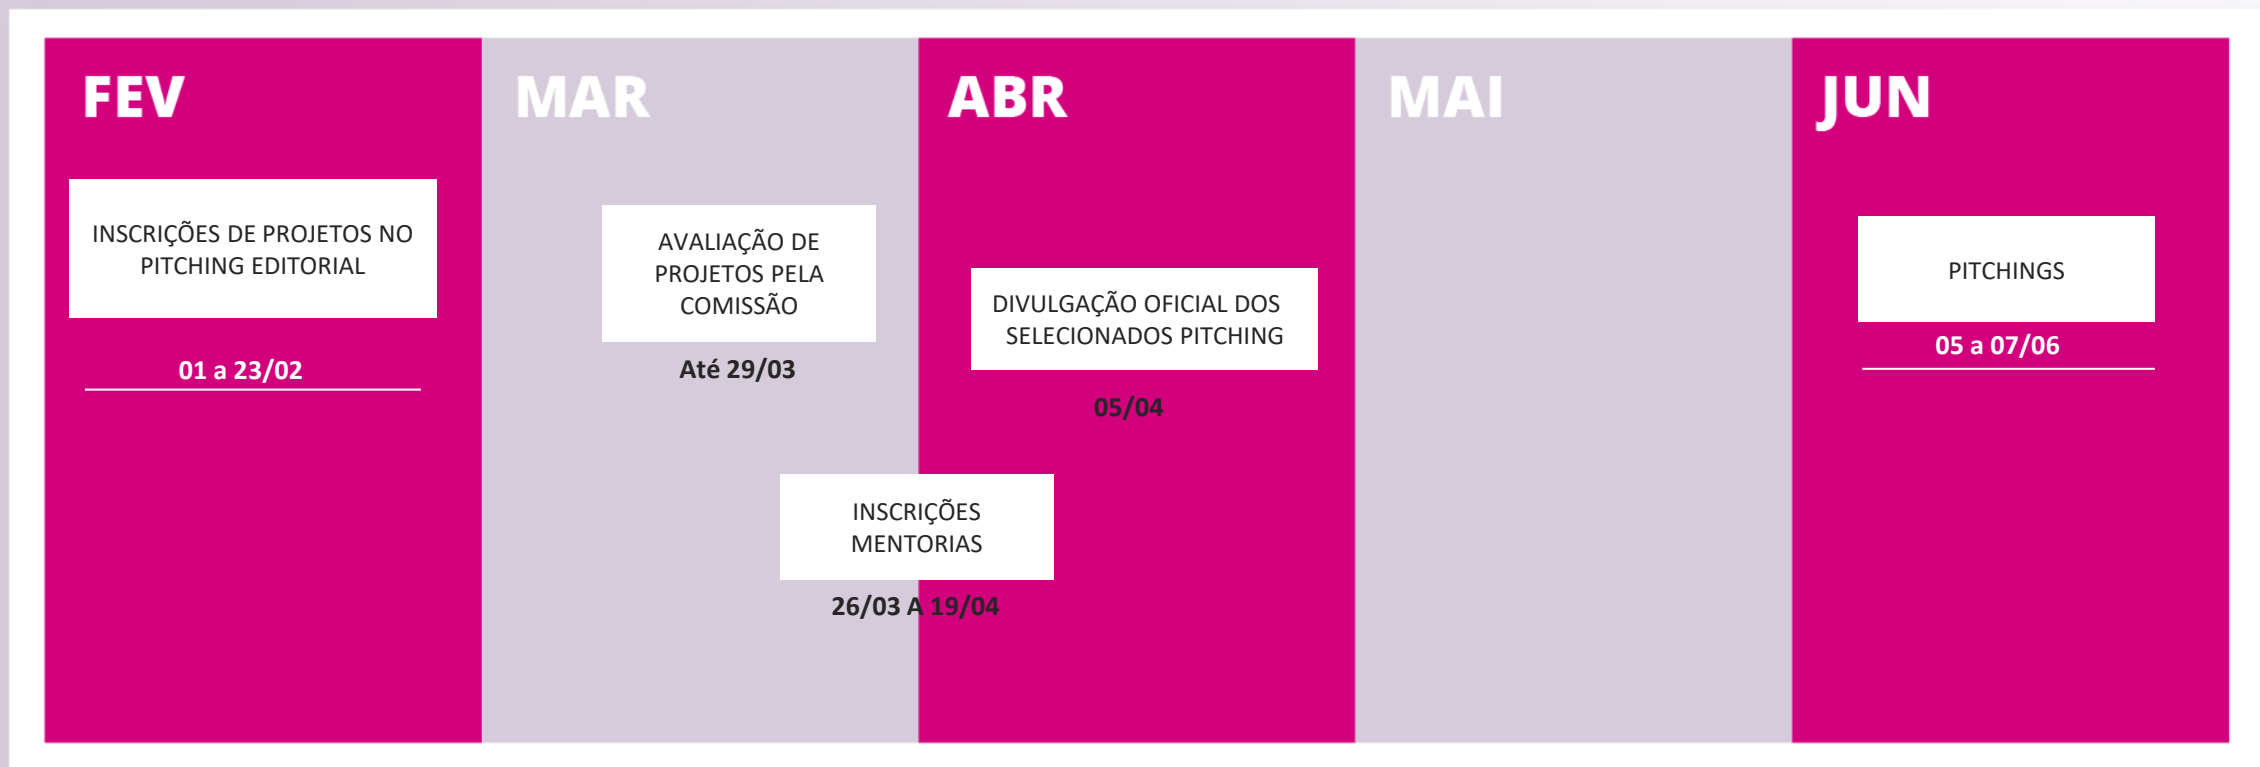 FEV
INSCRIÇÕES DE PROJETOS NO
PITCHING EDITORIAL
01 a 23/02
MAR
AVALIAÇÃO DE
PROJETOS PELA
COMISSÃO
Até 29/03
INSCRIÇÕES
MENTORIAS
26/03 A 19/04
ABR
DIVULGAÇÃO OFICIAL DOS
SELECIONADOS PITCHING
05/04
MAI
JUN
PITCHINGS
05 a 07/06